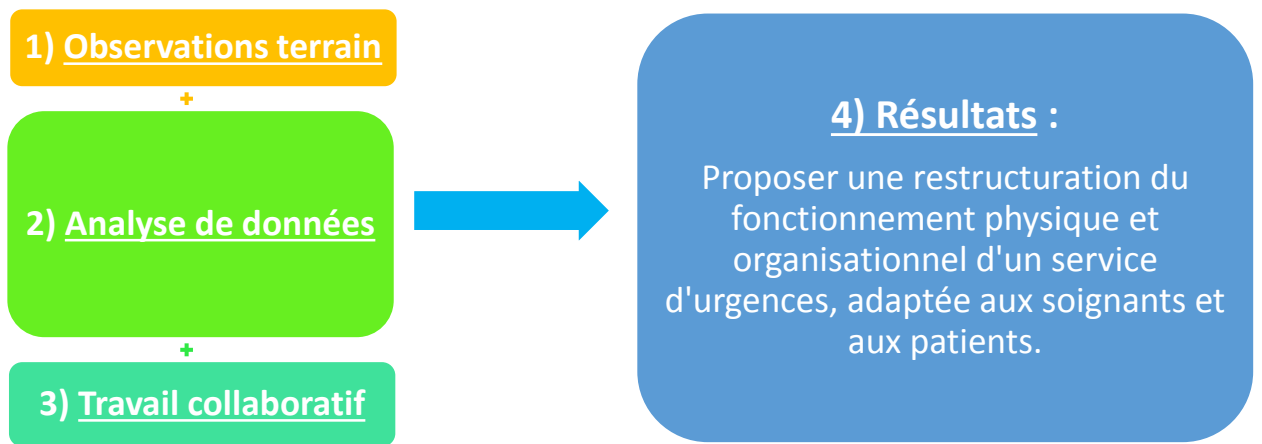 1) Observations terrain
+
2) Analyse de données
+
3) Travail collaboratif
4) Résultats :
Proposer une restructuration du
fonctionnement physique et
organisationnel d'un service
d'urgences, adaptée aux soignants et
aux patients.